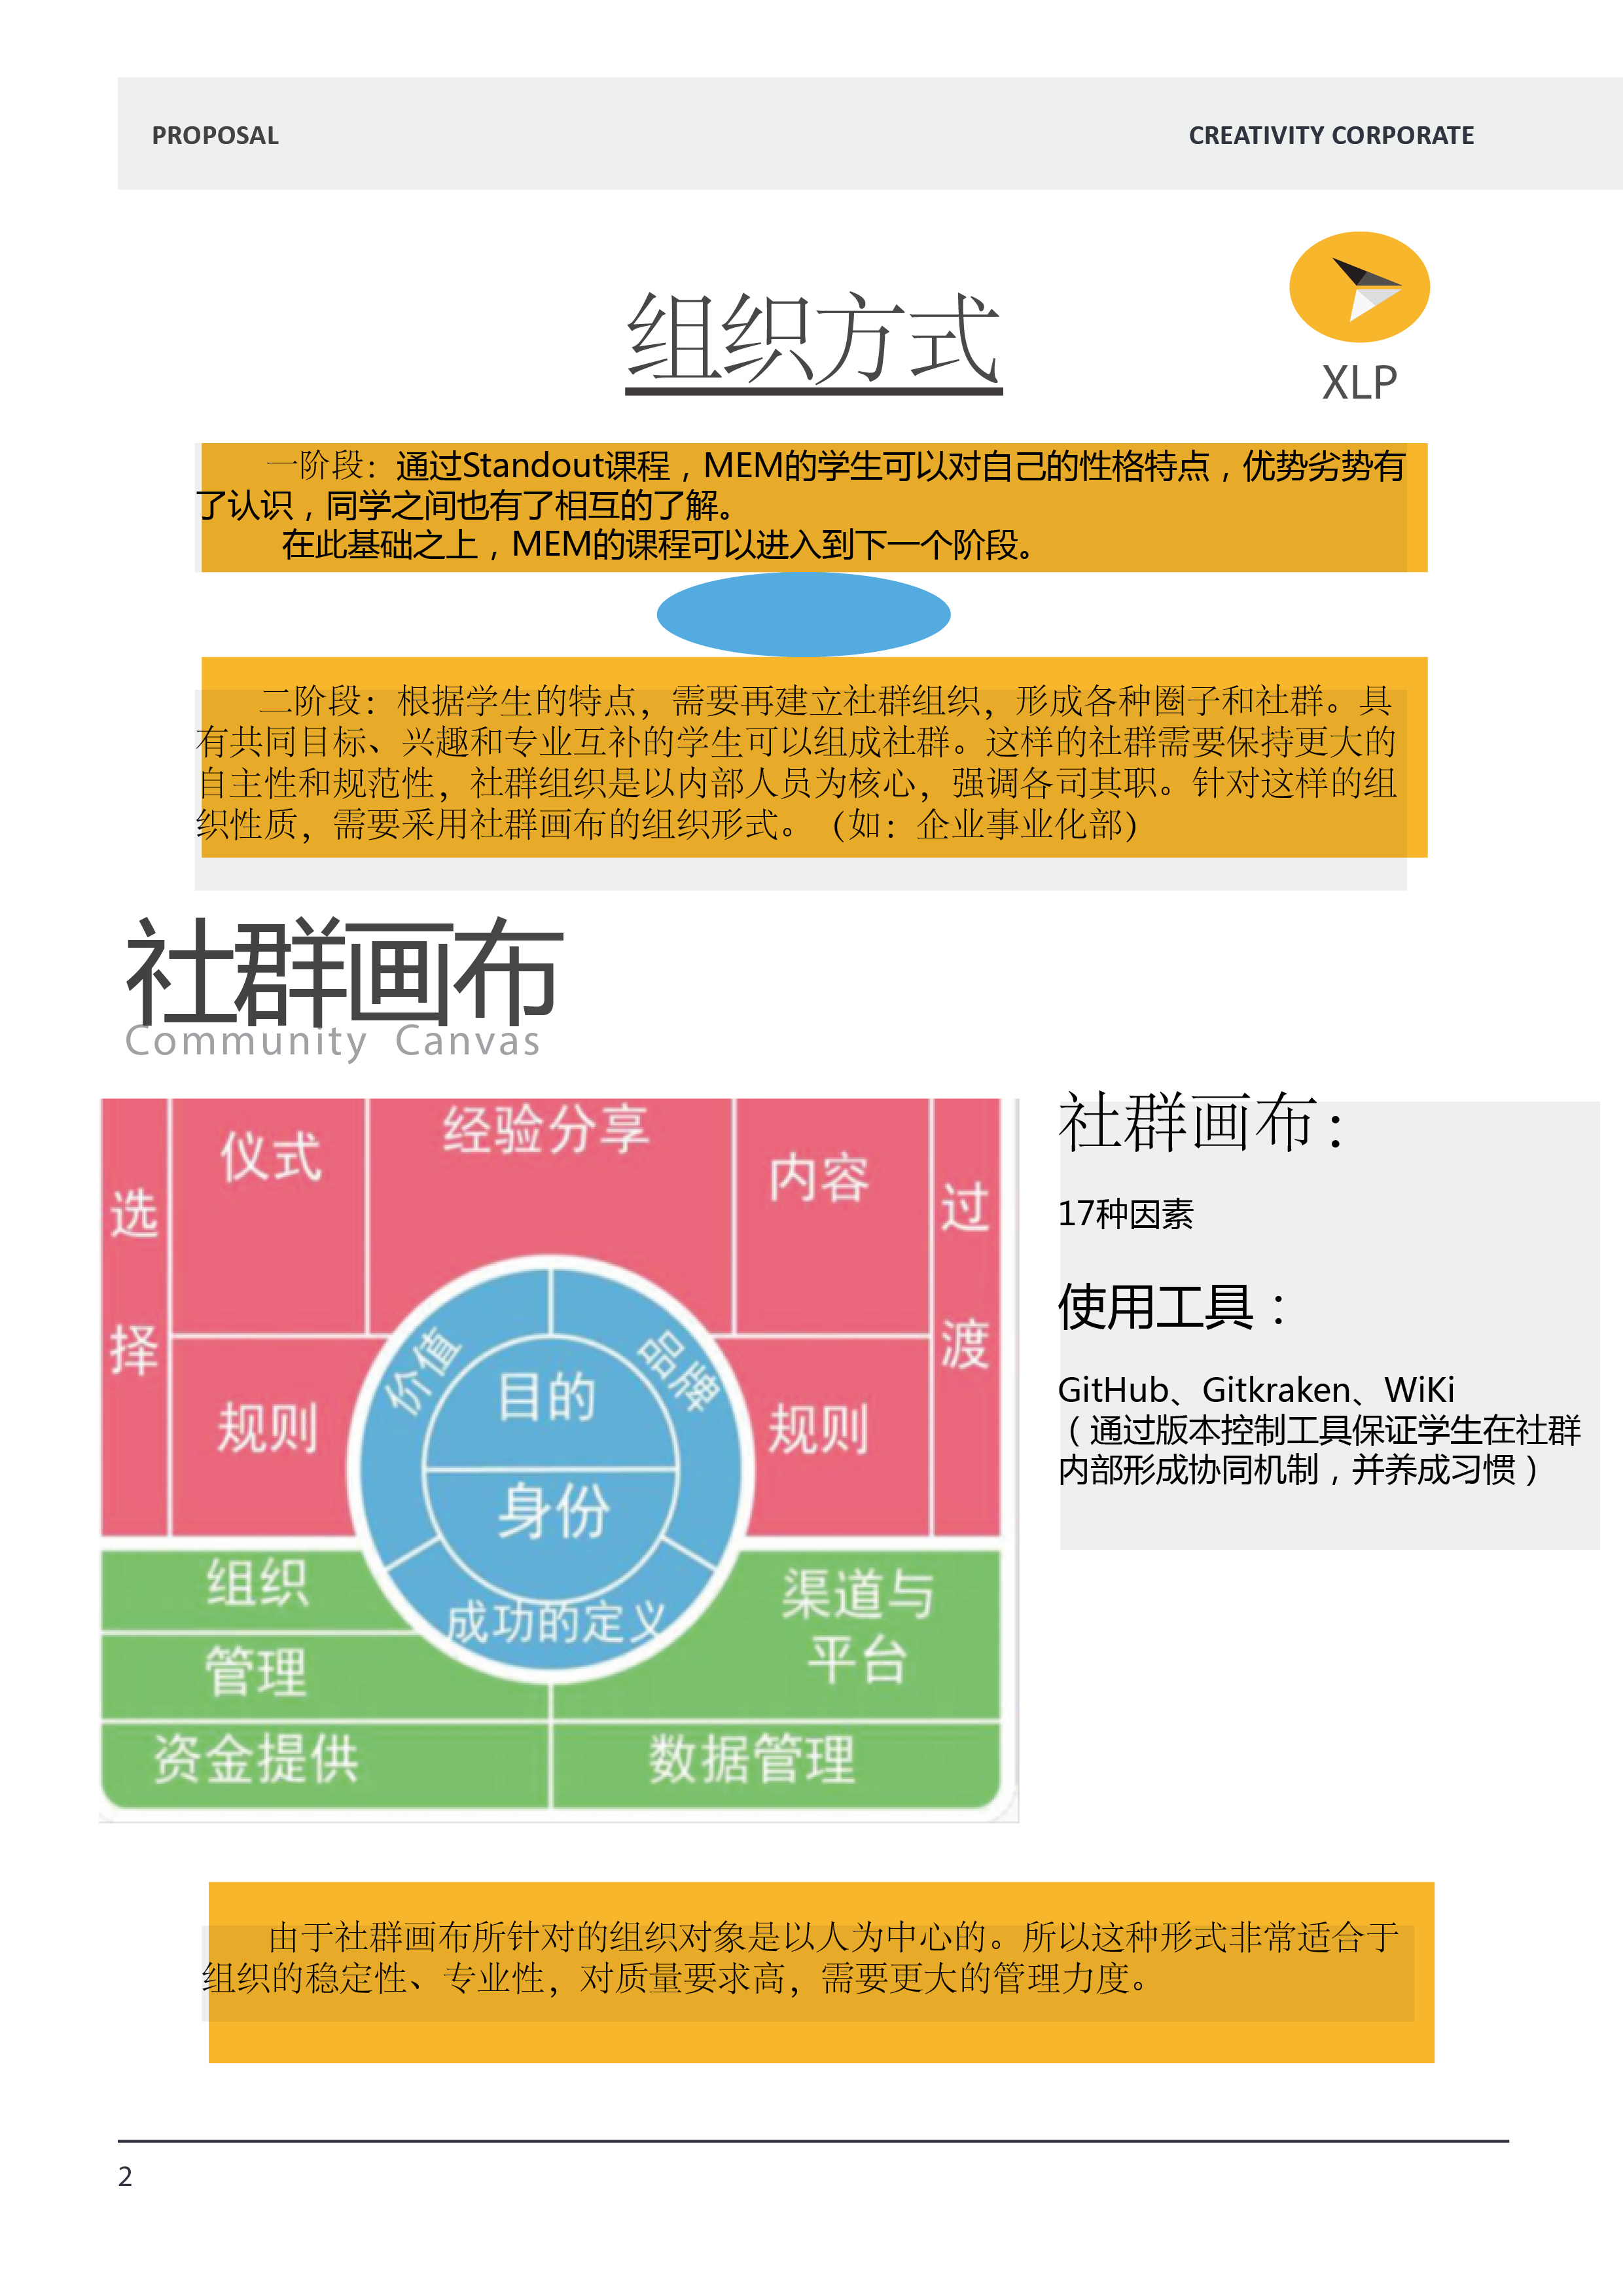 PROPOSAL
CREATIVITY CORPORATE
组织方式
XLP
一阶段：通过Standout课程，MEM的学生可以对自己的性格特点，优势劣势有
了认识，同学之间也有了相互的了解。
在此基础之上，MEM的课程可以进入到下一个阶段。
二阶段：根据学生的特点，需要再建立社群组织，形成各种圈子和社群。具
有共同目标、兴趣和专业互补的学生可以组成社群。这样的社群需要保持更大的
自主性和规范性，社群组织是以内部人员为核心，强调各司其职。针对这样的组
织性质，需要采用社群画布的组织形式。（如：企业事业化部）
社群画布
Community Canvas
选择
仪式
经验分享
内容
过渡
规则
价值
品牌
目的
规则
身份
成功的定义
组织
管理
渠道与
平台
资金提供
数据管理
社群画布：
17种因素
使用工具：
GitHub、Gitkraken、WiKi
（通过版本控制工具保证学生在社群
内部形成协同机制，并养成习惯）
由于社群画布所针对的组织对象是以人为中心的。所以这种形式非常适合于
组织的稳定性、专业性，对质量要求高，需要更大的管理力度。
2